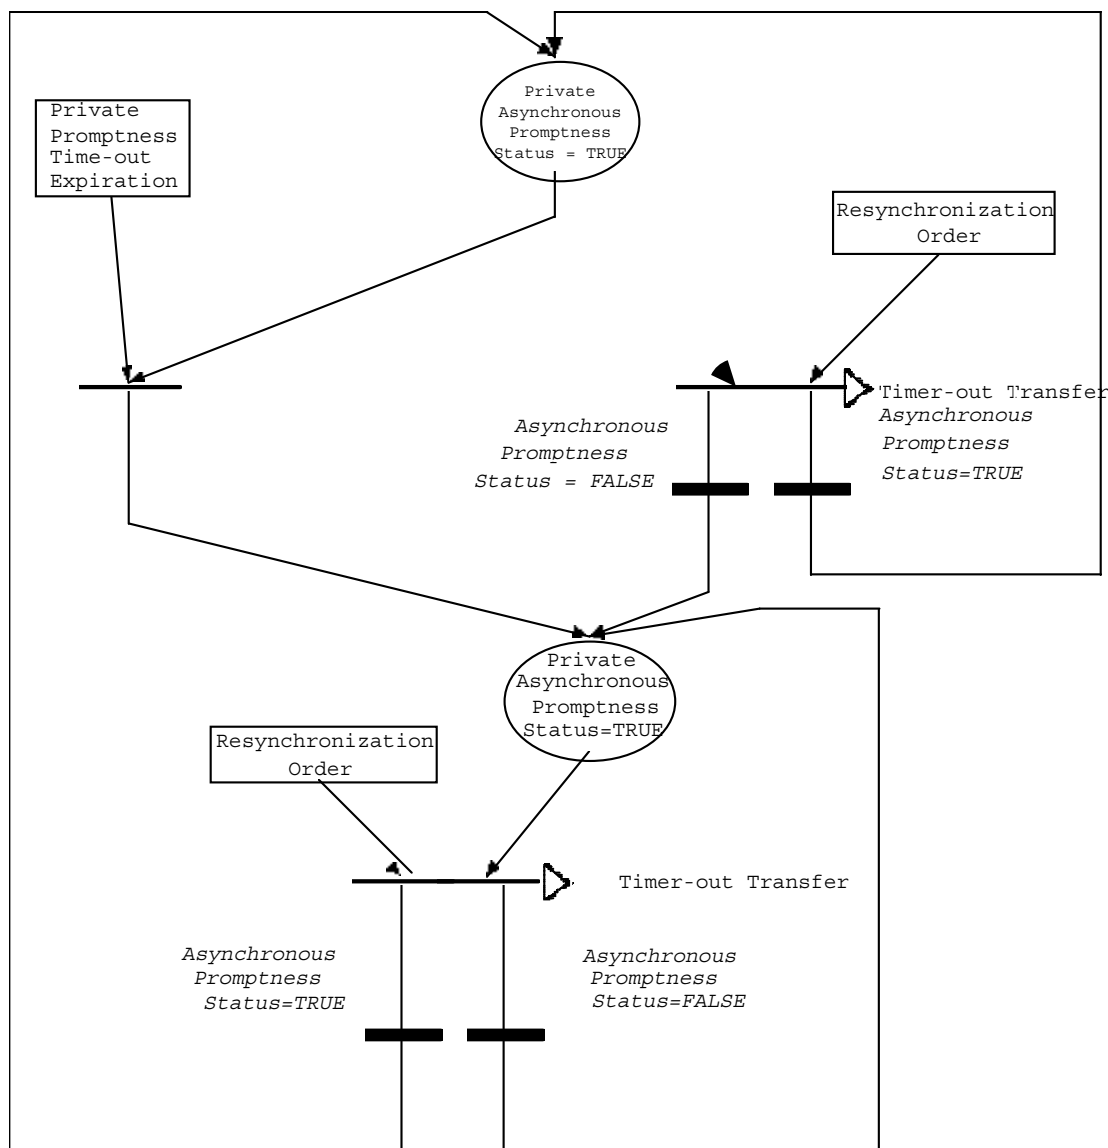 Private
Asynchronous
Promptness
Status = TRUE
Private
Promptness
Time-out
Expiration
Resynchronization
Order
Timer-out Transfer
Asynchronous
Promptness
Status=TRUE
Asynchronous
Promptness
Status = FALSE
Private
Asynchronous
Promptness
Status=TRUE
Resynchronization
Order
Timer-out Transfer
Asynchronous
Promptness
Status=TRUE
Asynchronous
Promptness
Status=FALSE